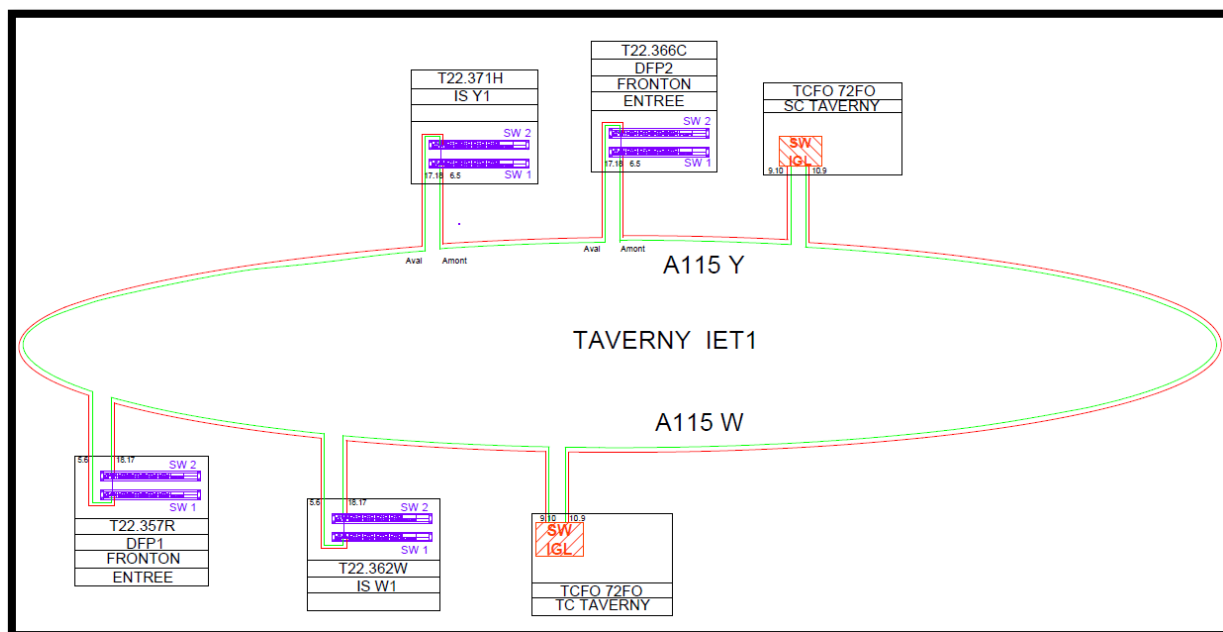 T22.371H
IS Y1
SW 2
SW 1
17.18 6.5
Aval Amont
T22.366C
DFP2
FRONTON
ENTREE
SW 2
SW 1
17.18 6.5
Aval Amont
TCFO 72FO
SC TAVERNY
SW
IGL
9.10 10.9
A115 Y
TAVERNY IET1
A115 W
5.6 18.17
SW 2
SW 1
T22.357R
DFP1
FRONTON
ENTREE
5.6 18.17
SW 2
SW 1
T22.362W
IS W1
9.10 10.9
SW
IGL
TCFO 72FO
TC TAVERNY